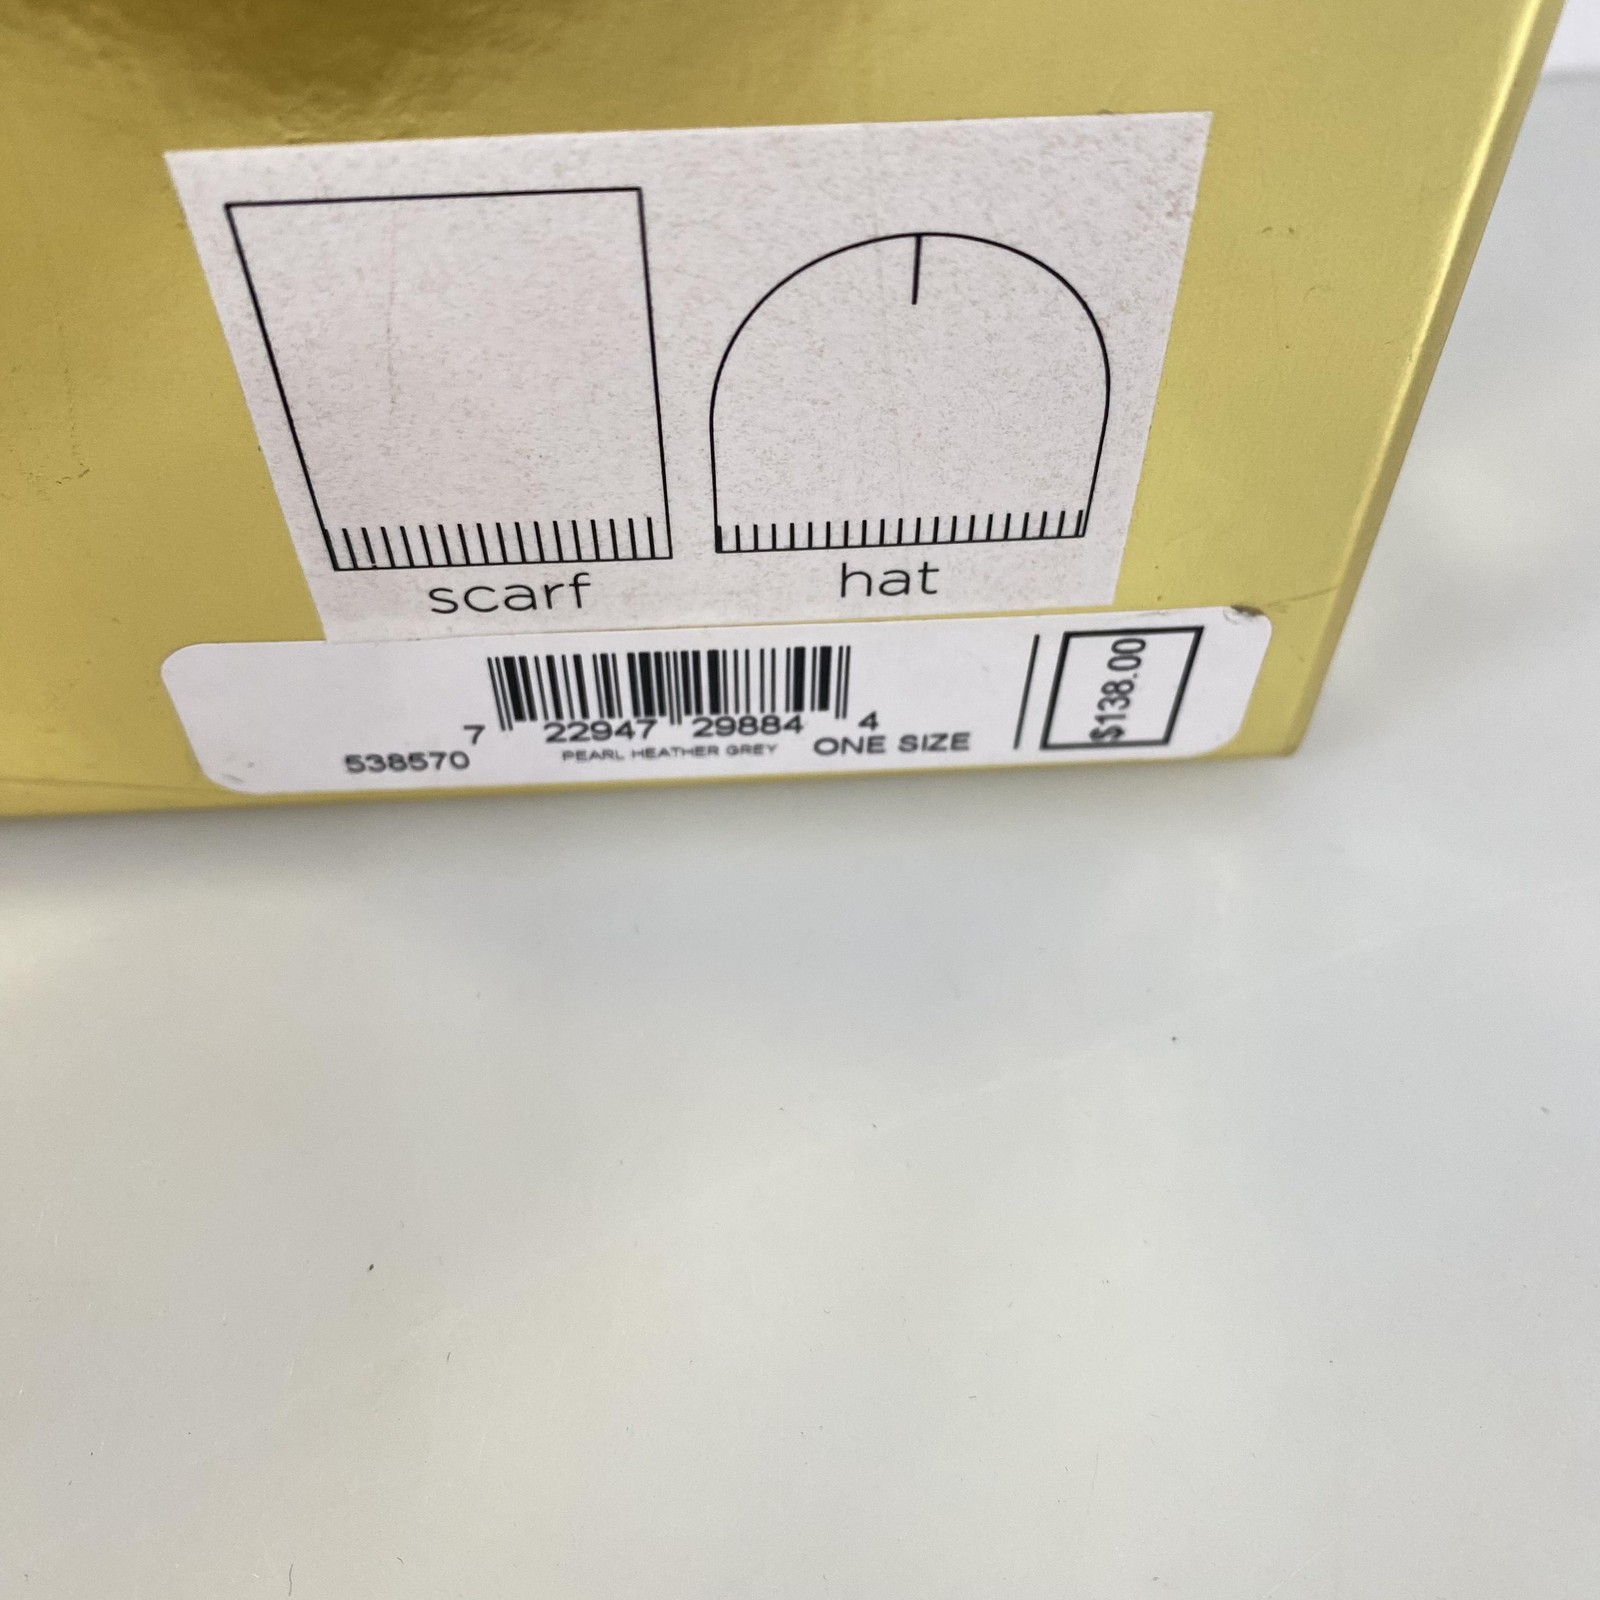 scarf hat
7 22947 29884 4
538570 PEARL HEATHER GREY ONE SIZE
$138.00